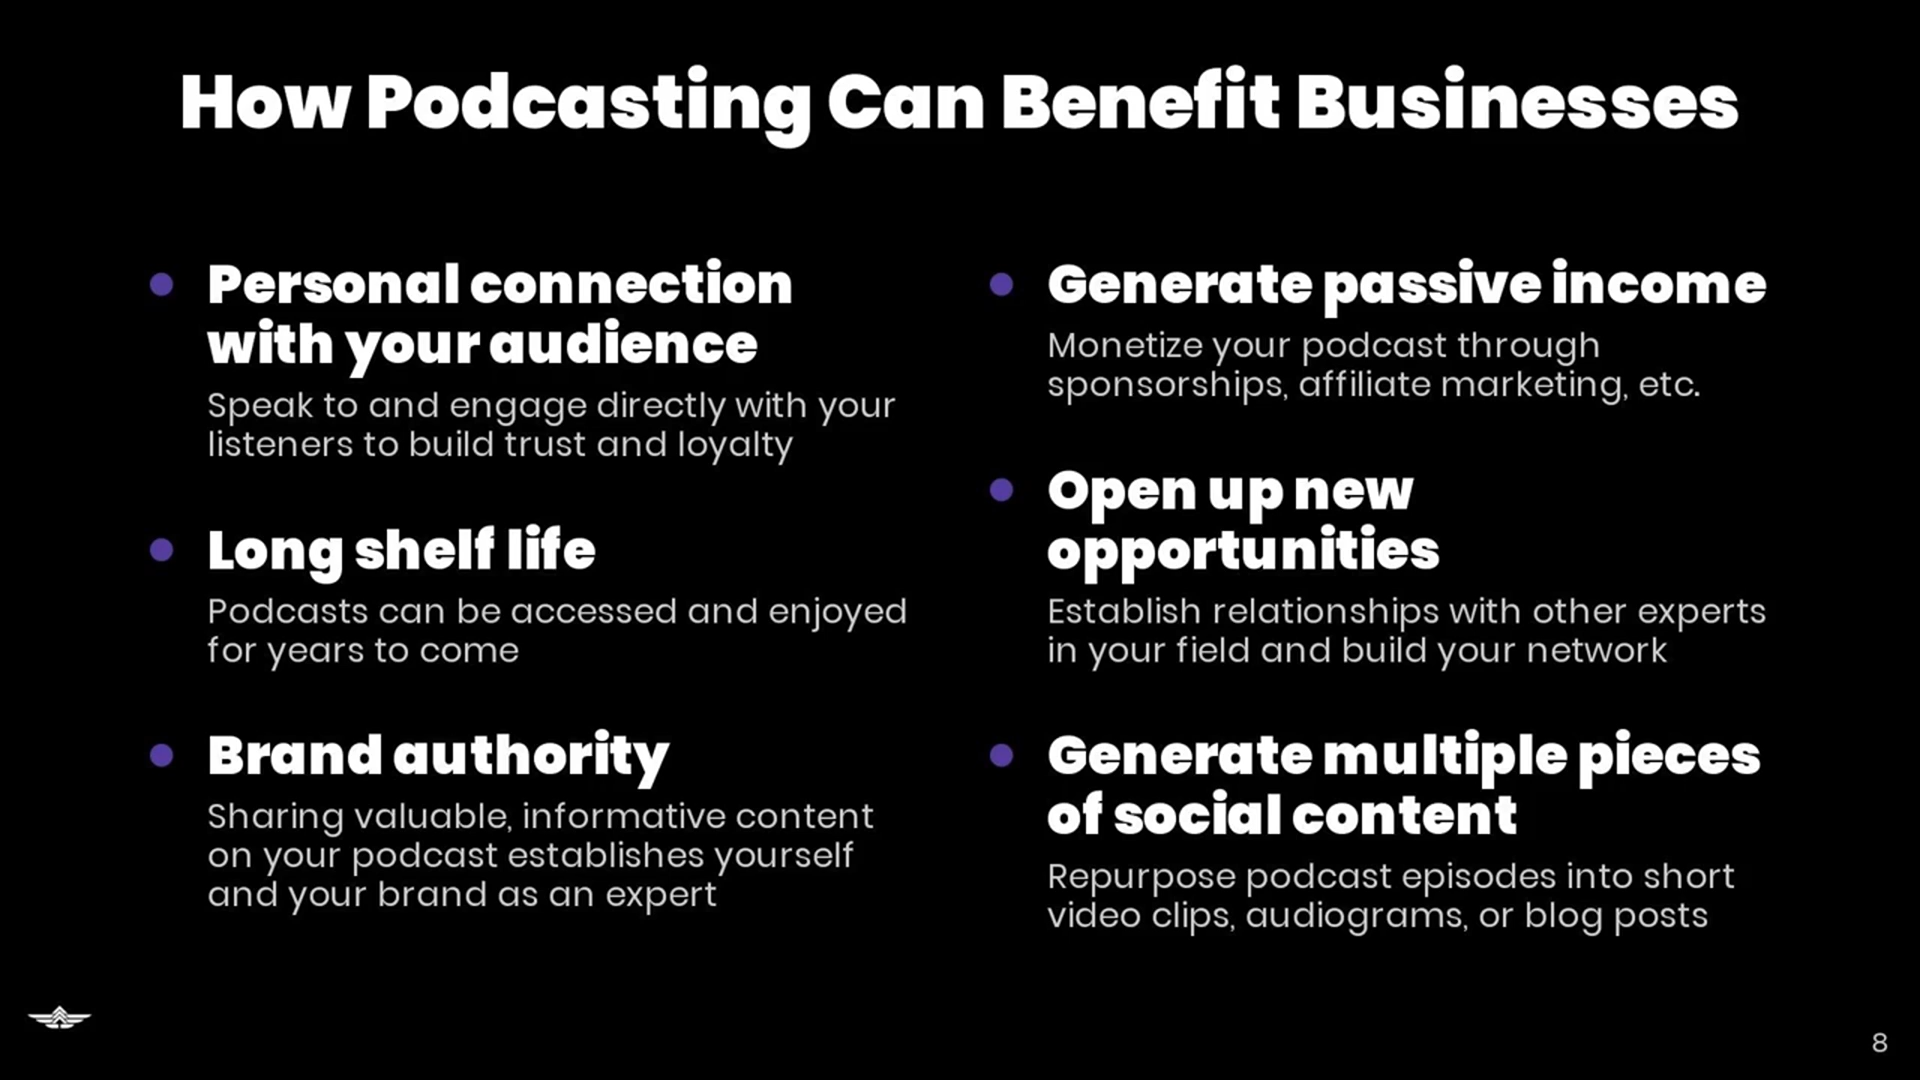 How Podcasting Can Benefit Businesses
Personal connection
with your audience
Speak to and engage directly with your
listeners to build trust and loyalty
Long shelf life
Podcasts can be accessed and enjoyed
for years to come
Brand authority
Sharing valuable, informative content
on your podcast establishes yourself
and your brand as an expert
Generate passive income
Monetize your podcast through
sponsorships, affiliate marketing, etc.
Open up new
opportunities
Establish relationships with other experts
in your field and build your network
Generate multiple pieces
of social content
Repurpose podcast episodes into short
video clips, audiograms, or blog posts
8